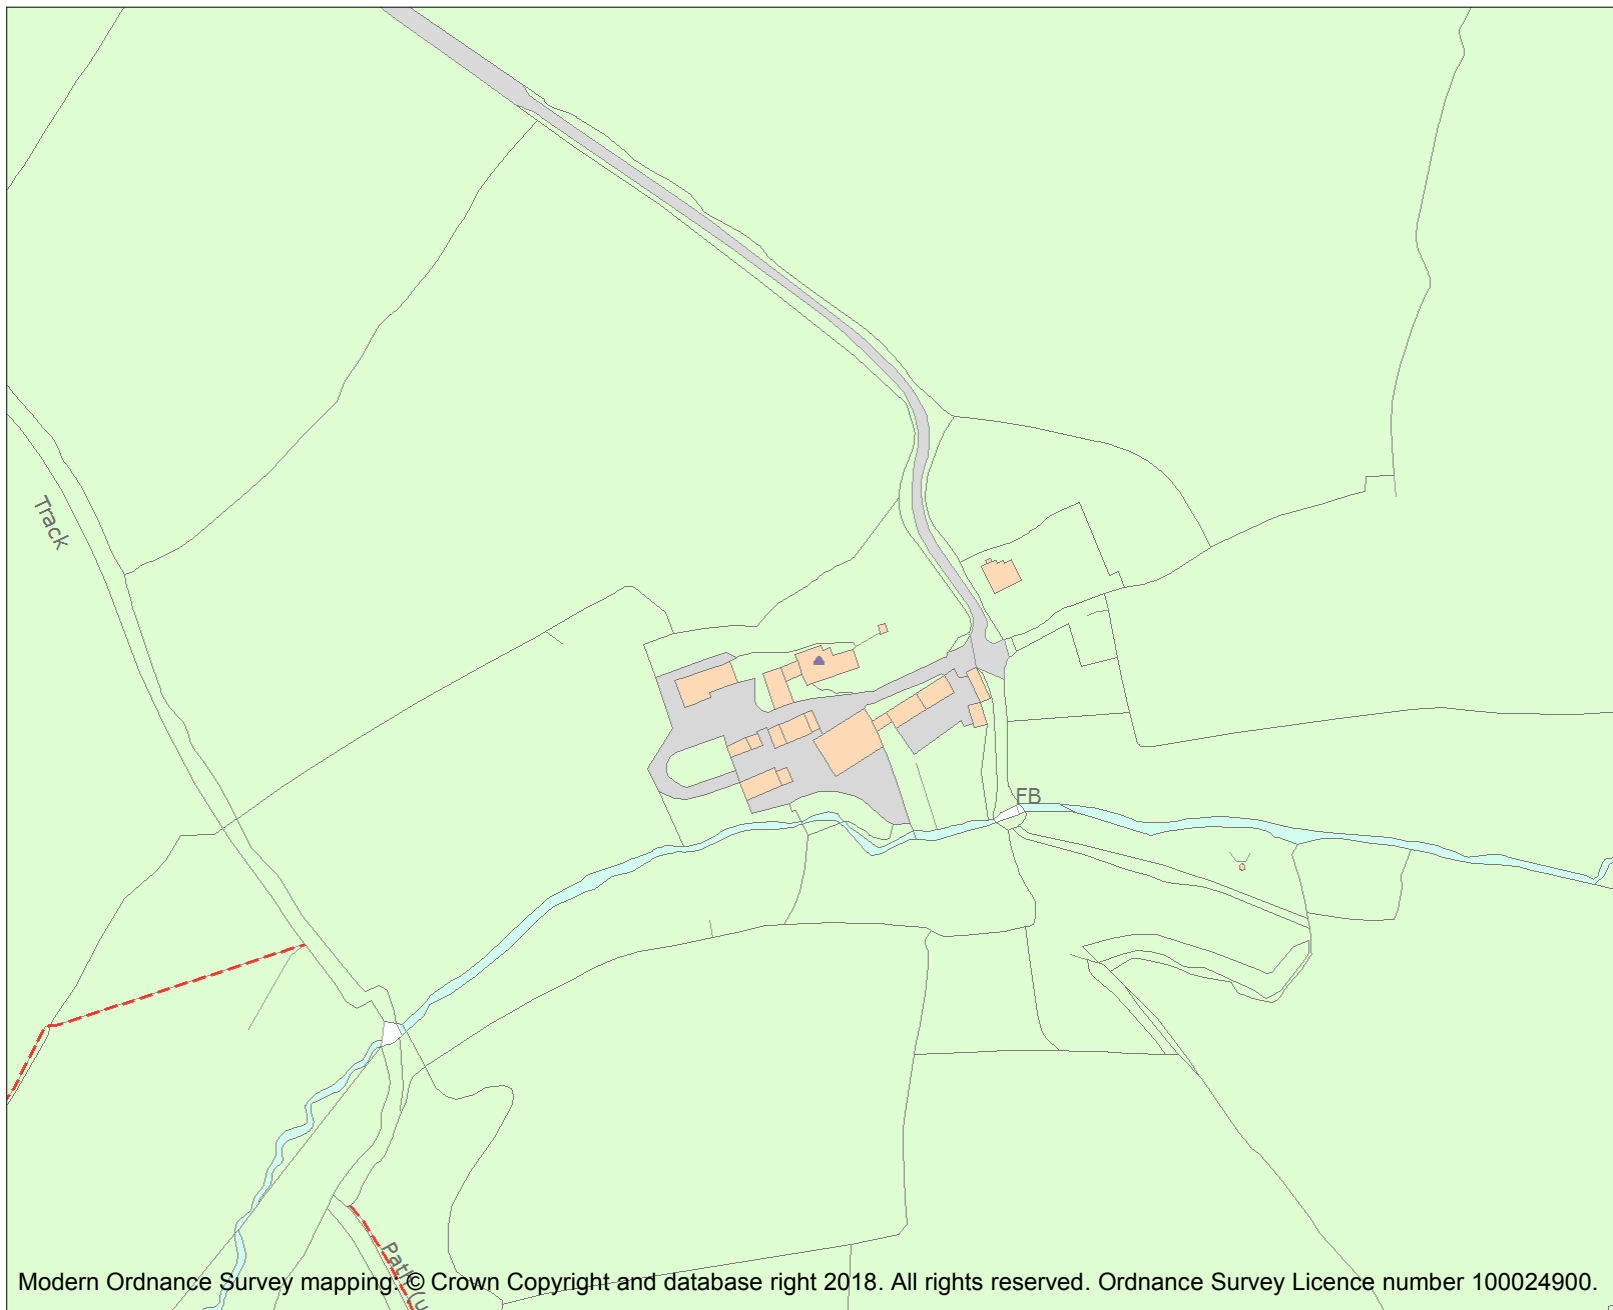 Track
FB
Path (u
Modern Ordnance Survey mapping: © Crown Copyright and database right 2018. All rights reserved. Ordnance Survey Licence number 100024900.